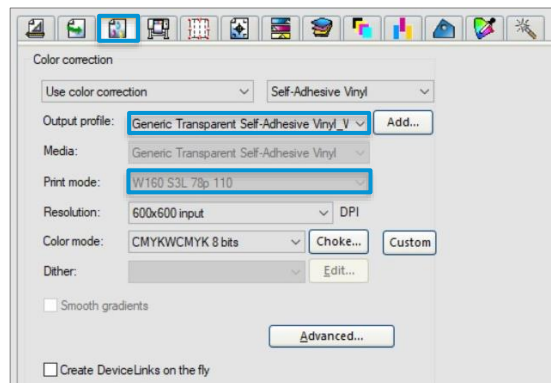 Color correction
Use color correction Self-Adhesive Vinyl
Output profile: Generic Transparent Self-Adhesive Vinyl_V Add...
Media: Generic Transparent Self-Adhesive Vinyl
Print mode: W160 S3L 78p 110
Resolution: 600x600 input DPI
Color mode: CMYKWCMYK 8 bits Choke... Custom
Dither: Edit...
Smooth gradients
Advanced...
Create DeviceLinks on the fly